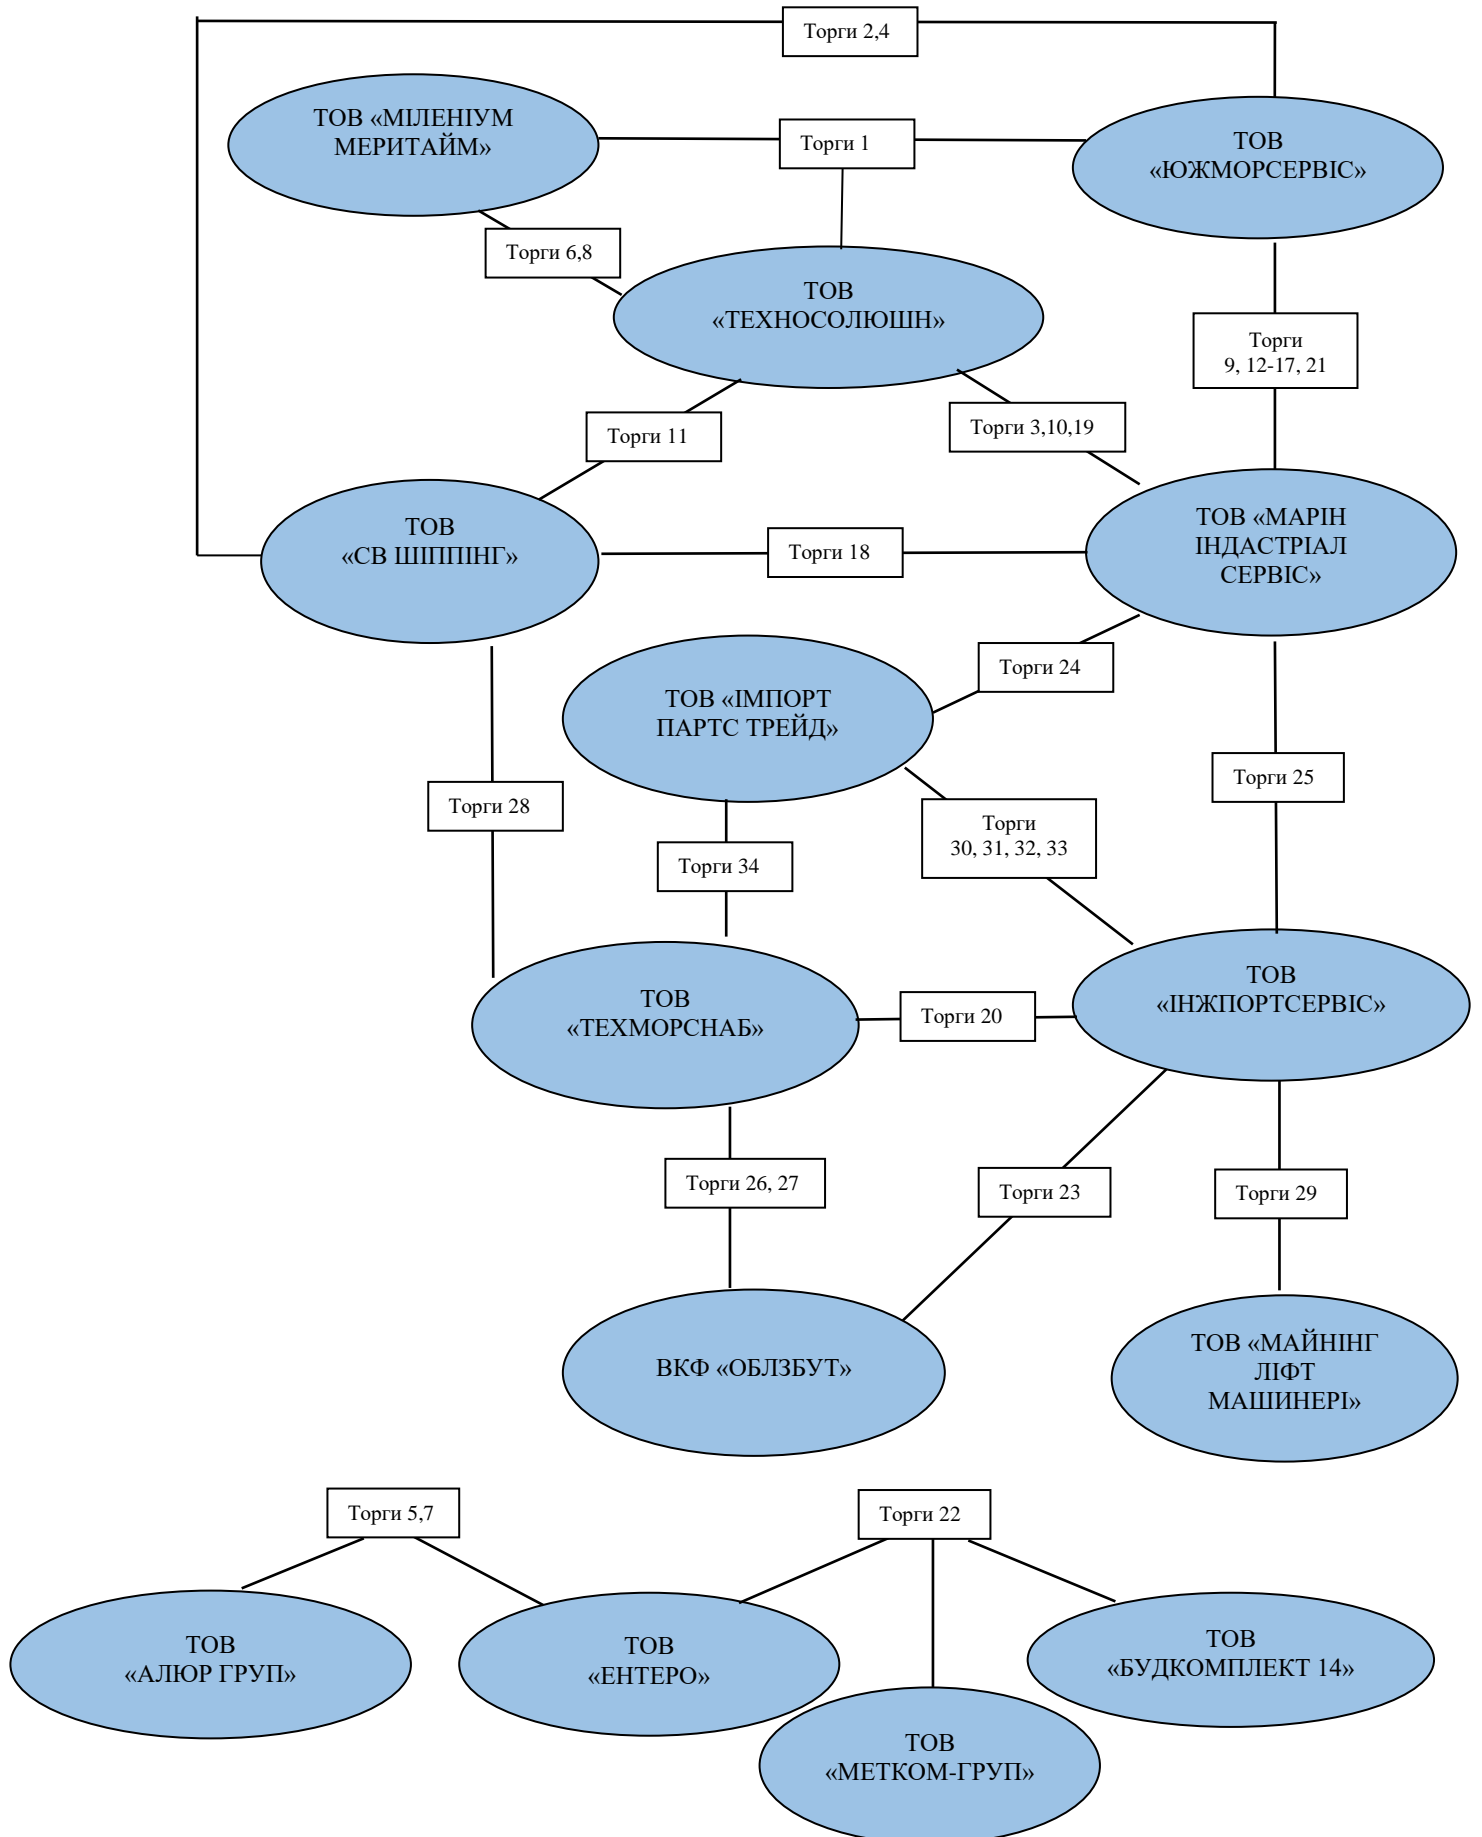 Торги 2,4
ТОВ «МІЛЕНІУМ
МЕРИТАЙМ»
Торги 1
ТОВ
«ЮЖМОРСЕРВІС»
Торги 6,8
ТОВ
«ТЕХНОСОЛЮШН»
Торги
9, 12-17, 21
Торги 11
Торги 3,10,19
ТОВ
«СВ ШІППІНГ»
Торги 18
ТОВ «МАРІН
ІНДАСТРІАЛ
СЕРВІС»
Торги 24
ТОВ «ІМПОРТ
ПАРТС ТРЕЙД»
Торги 25
Торги 28
Торги
30, 31, 32, 33
Торги 34
ТОВ
«ТЕХМОРСНАБ»
Торги 20
ТОВ
«ІНЖПОРТСЕРВІС»
Торги 26, 27
Торги 23
Торги 29
ВКФ «ОБЛЗБУТ»
ТОВ «МАЙНІНГ
ЛІФТ
МАШИНЕРІ»
Торги 5,7
Торги 22
ТОВ
«АЛЮР ГРУП»
ТОВ
«ЕНТЕРО»
ТОВ
«БУДКОМПЛЕКТ 14»
ТОВ
«МЕТКОМ-ГРУП»